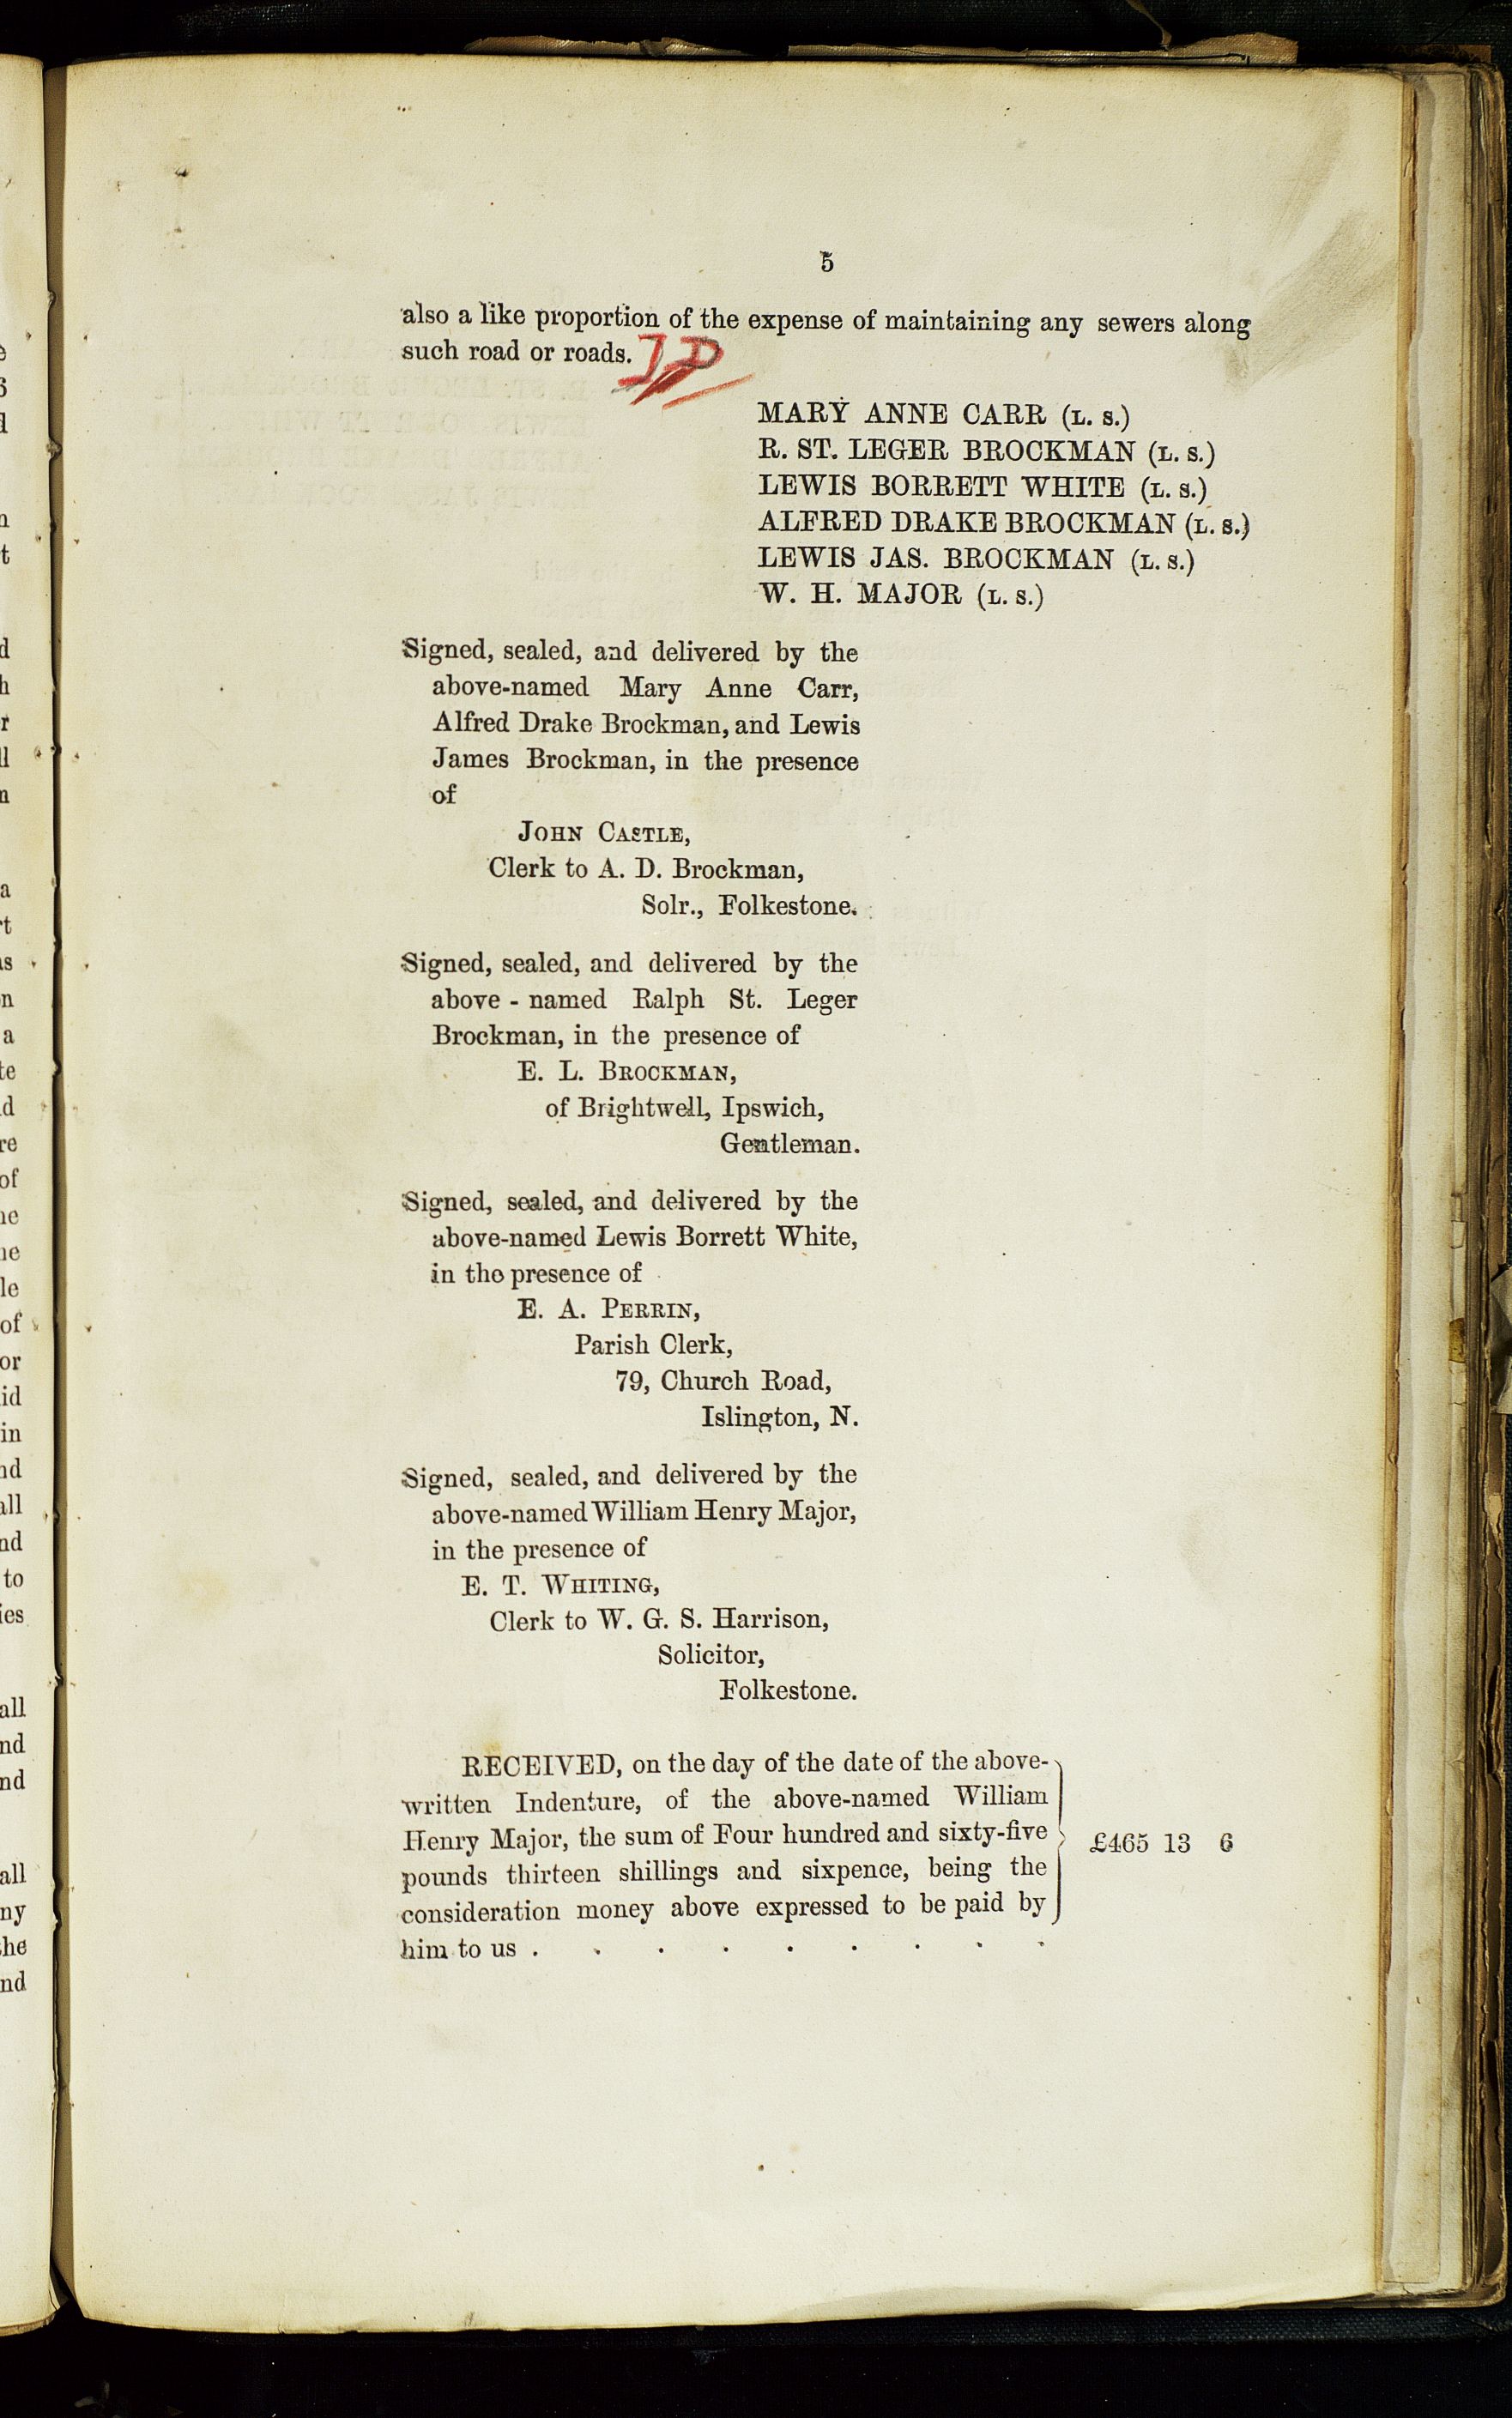 5
also a like proportion of the expense of maintaining any sewers along
such road or roads.
MARY ANNE CARR (L. S.)
R. ST. LEGER BROCKMAN (L. S.)
LEWIS BORRETT WHITE (L. S.)
ALFRED DRAKE BROCKMAN (L. S.)
LEWIS JAS. BROCKMAN (L. S.)
W. H. MAJOR (L. S.)
Signed, sealed, and delivered by the
above-named Mary Anne Carr,
Alfred Drake Brockman, and Lewis
James Brockman, in the presence
of
JOHN CASTLE,
Clerk to A. D. Brockman,
Solr., Folkestone.
Signed, sealed, and delivered by the
above-named Ralph St. Leger
Brockman, in the presence of
E. L. BROCKMAN,
of Brightwell, Ipswich,
Gentleman.
Signed, sealed, and delivered by the
above-named Lewis Borrett White,
in the presence of
E. A. PERRIN,
Parish Clerk,
79, Church Road,
Islington, N.
Signed, sealed, and delivered by the
above-named William Henry Major,
in the presence of
E. T. WHITING,
Clerk to W. G. S. Harrison,
Solicitor,
Folkestone.
RECEIVED, on the day of the date of the above-
written Indenture, of the above-named William
Henry Major, the sum of Four hundred and sixty-five
pounds thirteen shillings and sixpence, being the
consideration money above expressed to be paid by
him to us . . . . . . . . .
£465 13 6